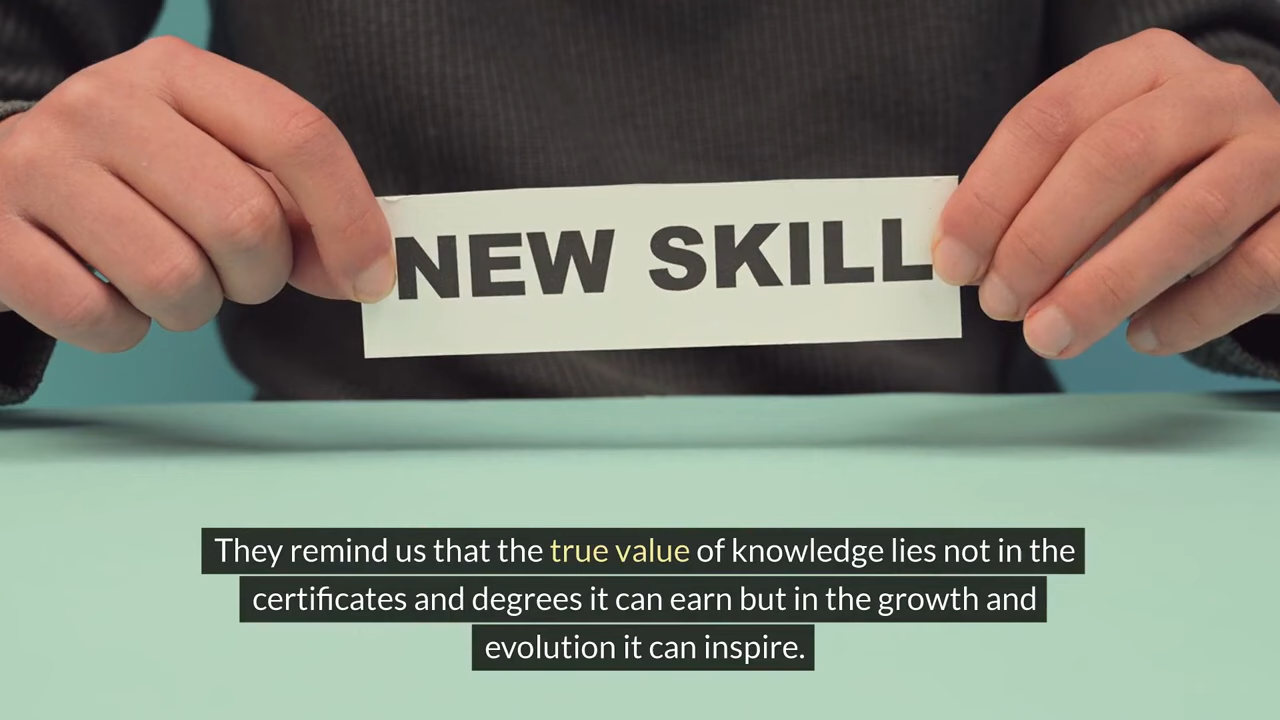 NEW SKILL
They remind us that the true value of knowledge lies not in the
certificates and degrees it can earn but in the growth and
evolution it can inspire.